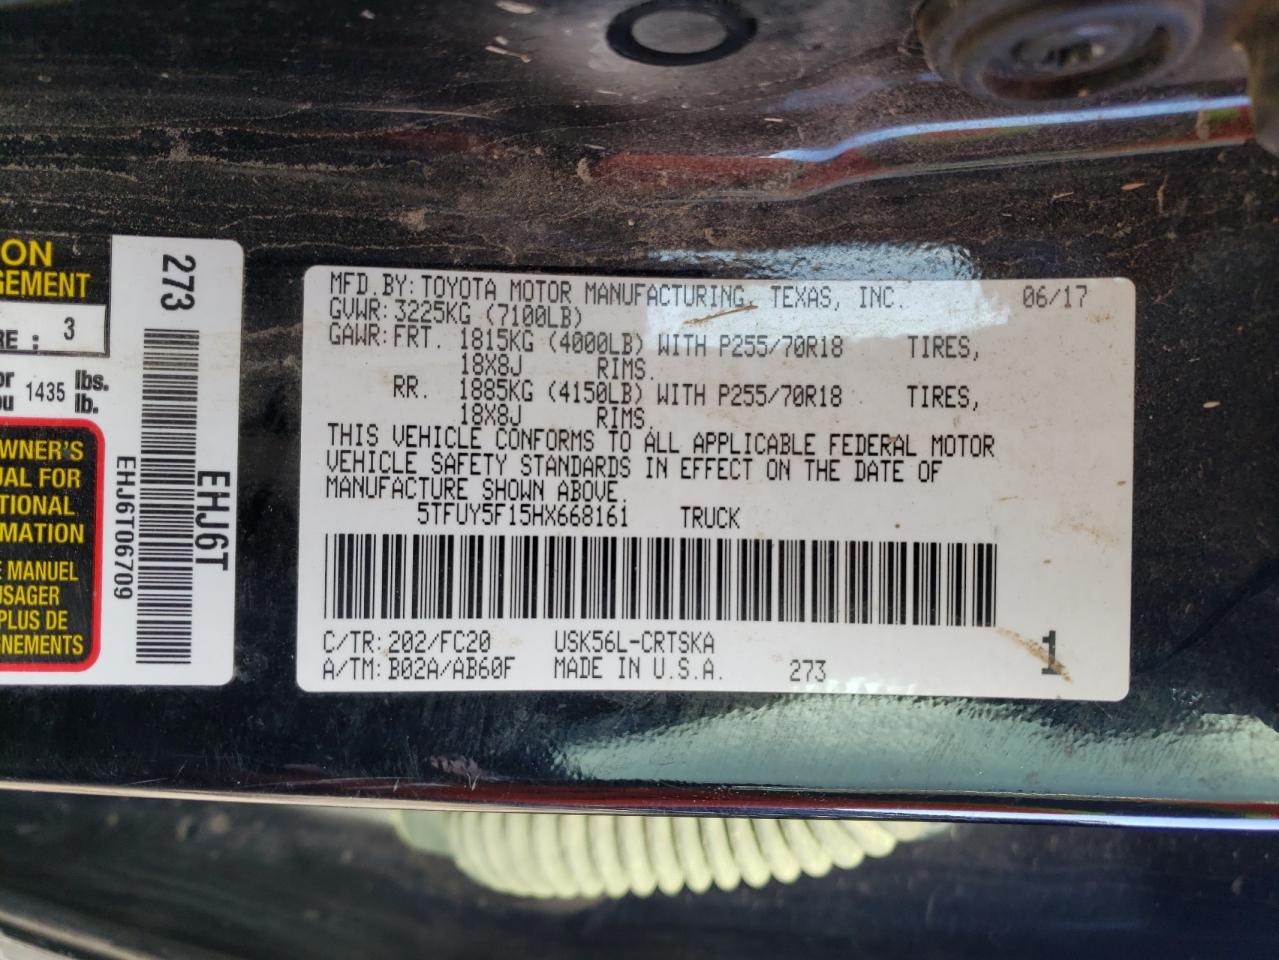 ON
GEMENT
RE : 3
or
ou 1435 lbs.
lb.
WNER'S
UAL FOR
TIONAL
MATION
E MANUEL
USAGER
PLUS DE
GNEMENTS
273
EHJ6T
EHJ6T06709
MFD.BY:TOYOTA MOTOR MANUFACTURING, TEXAS, INC. 06/17
GVWR:3225KG (7100LB)
GAWR:FRT. 1815KG (4000LB) WITH P255/70R18 TIRES,
18X8J RIMS.
RR. 1885KG (4150LB) WITH P255/70R18 TIRES,
18X8J RIMS.
THIS VEHICLE CONFORMS TO ALL APPLICABLE FEDERAL MOTOR
VEHICLE SAFETY STANDARDS IN EFFECT ON THE DATE OF
MANUFACTURE SHOWN ABOVE.
5TFUY5F15HX668161 TRUCK
C/TR:202/FC20 USK56L-CRTSKA
A/TM:B02A/AB60F MADE IN U.S.A. 273 1